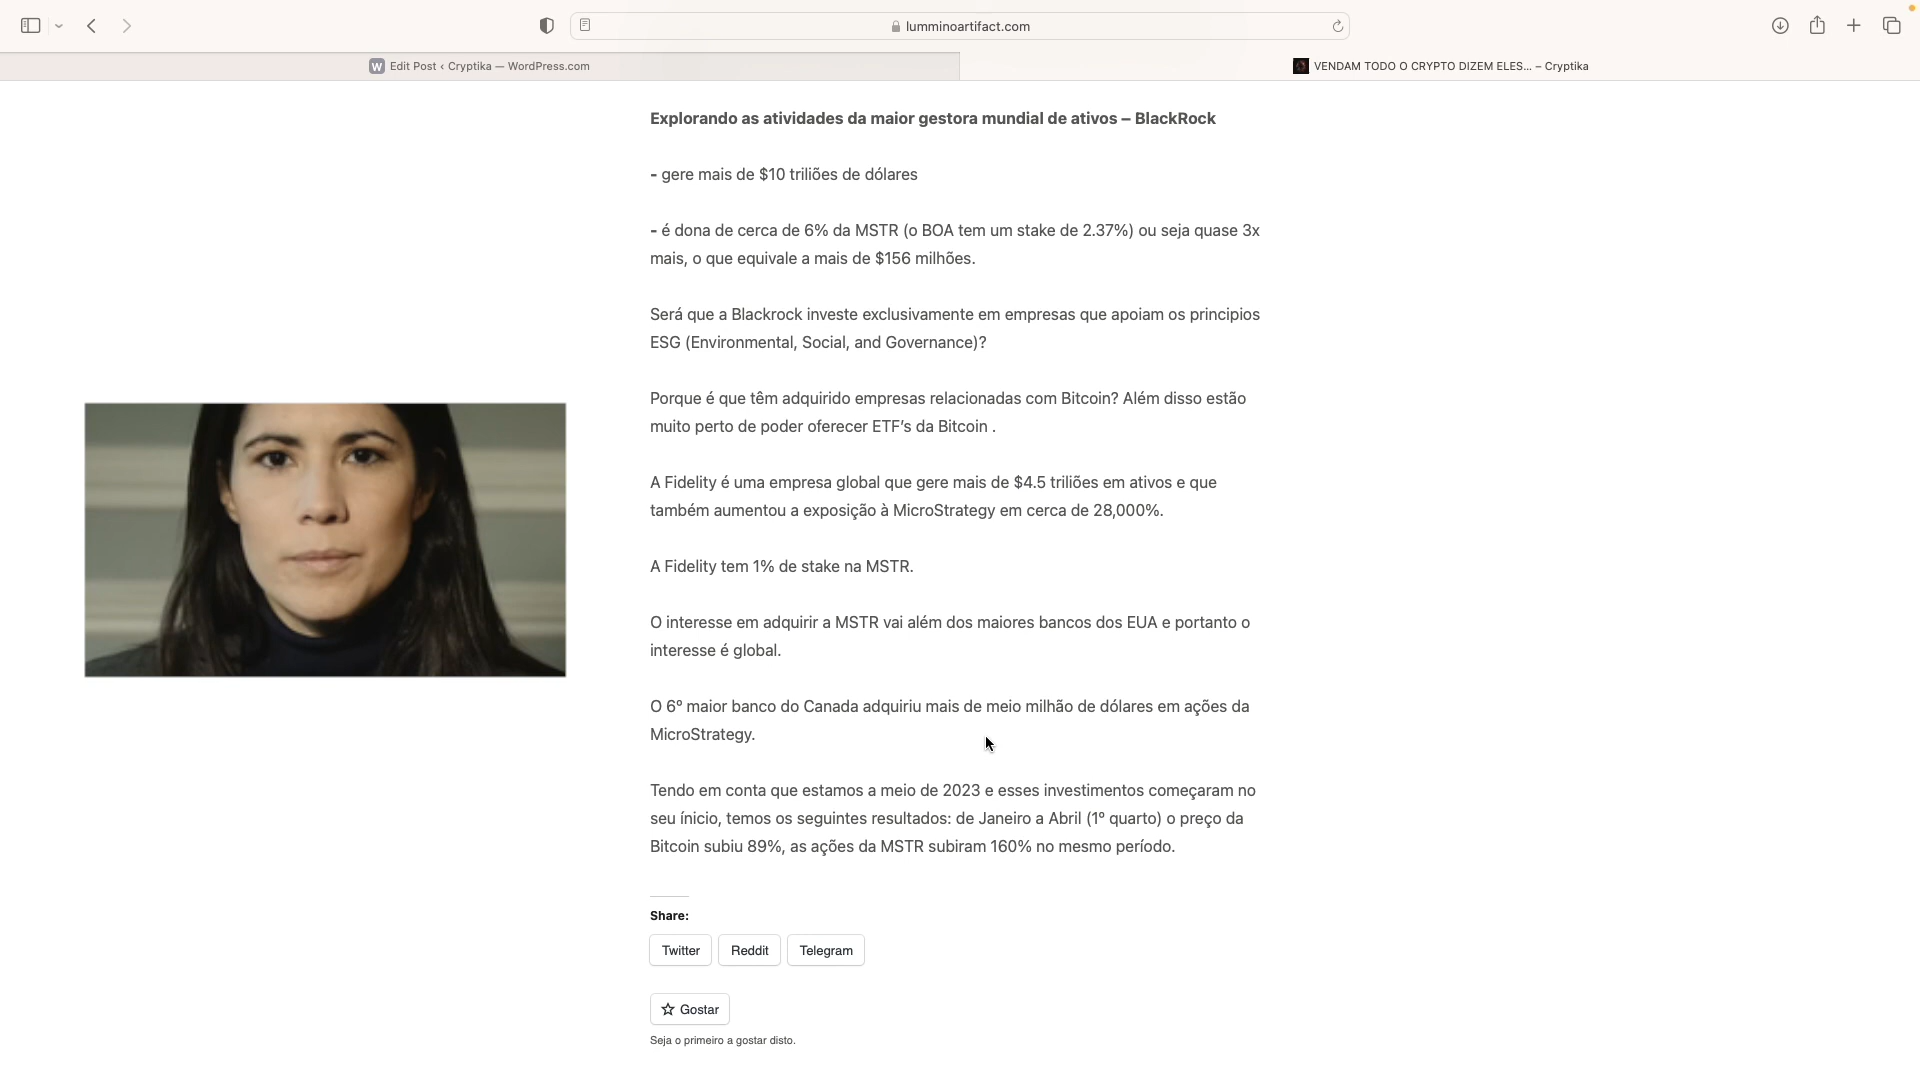 lumminoartifact.com
W Edit Post ‹ Cryptika — WordPress.com
VENDAM TODO O CRYPTO DIZEM ELES... – Cryptika
Explorando as atividades da maior gestora mundial de ativos – BlackRock
- gere mais de $10 triliões de dólares
- é dona de cerca de 6% da MSTR (o BOA tem um stake de 2.37%) ou seja quase 3x
mais, o que equivale a mais de $156 milhões.
Será que a Blackrock investe exclusivamente em empresas que apoiam os principios
ESG (Environmental, Social, and Governance)?
Porque é que têm adquirido empresas relacionadas com Bitcoin? Além disso estão
muito perto de poder oferecer ETF’s da Bitcoin .
A Fidelity é uma empresa global que gere mais de $4.5 triliões em ativos e que
também aumentou a exposição à MicroStrategy em cerca de 28,000%.
A Fidelity tem 1% de stake na MSTR.
O interesse em adquirir a MSTR vai além dos maiores bancos dos EUA e portanto o
interesse é global.
O 6º maior banco do Canada adquiriu mais de meio milhão de dólares em ações da
MicroStrategy.
Tendo em conta que estamos a meio de 2023 e esses investimentos começaram no
seu ínicio, temos os seguintes resultados: de Janeiro a Abril (1º quarto) o preço da
Bitcoin subiu 89%, as ações da MSTR subiram 160% no mesmo período.
Share:
Twitter
Reddit
Telegram
Gostar
Seja o primeiro a gostar disto.